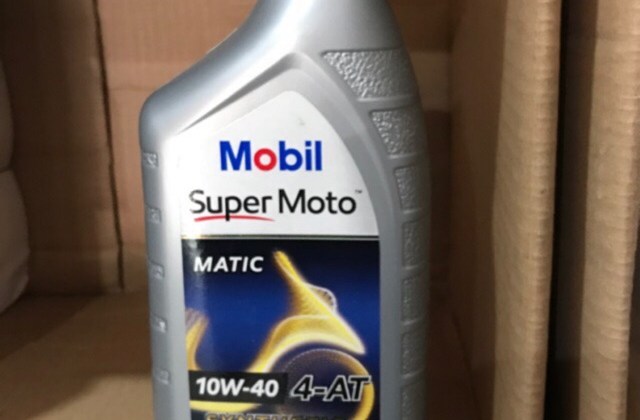 Mobil
Super Moto™
MATIC
10W-40 4-AT